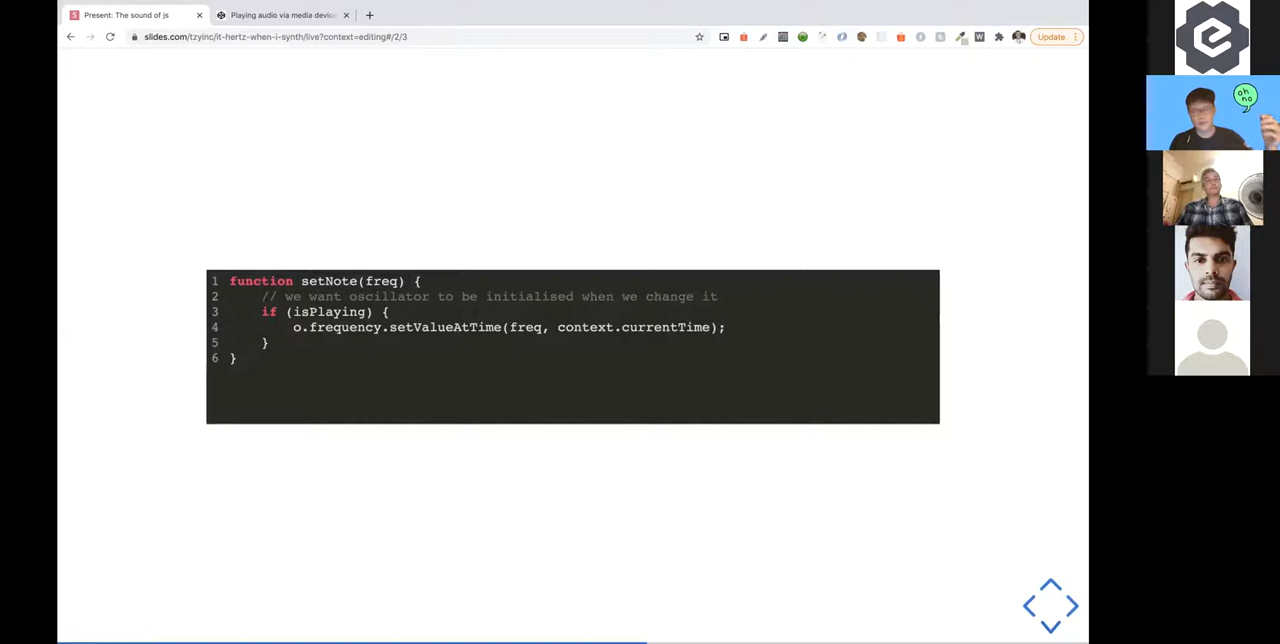 Present: The sound of js
Playing audio via media device
slides.com/tzyinc/it-hertz-when-i-synth/live?context=editing#/2/3
Update
oh
no
1 function setNote(freq) {
2 // we want oscillator to be initialised when we change it
3 if (isPlaying) {
4 o.frequency.setValueAtTime(freq, context.currentTime);
5 }
6 }